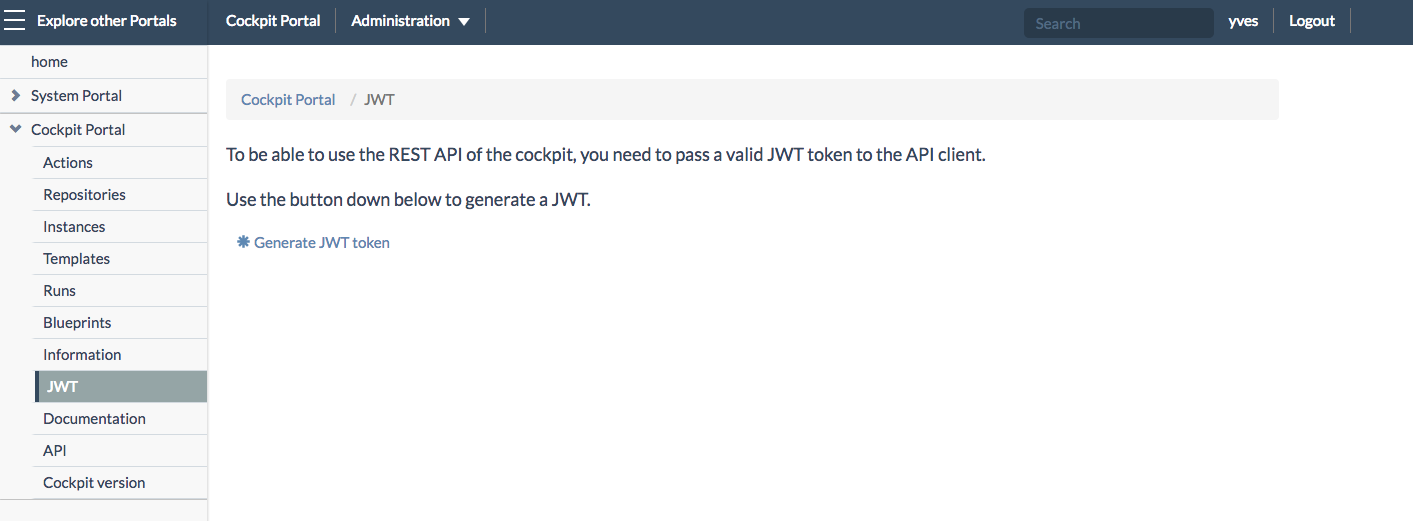 Explore other Portals Cockpit Portal Administration Search yves Logout
home
System Portal
Cockpit Portal
Actions
Repositories
Instances
Templates
Runs
Blueprints
Information
JWT
Documentation
API
Cockpit version
Cockpit Portal / JWT
To be able to use the REST API of the cockpit, you need to pass a valid JWT token to the API client.
Use the button down below to generate a JWT.
Generate JWT token